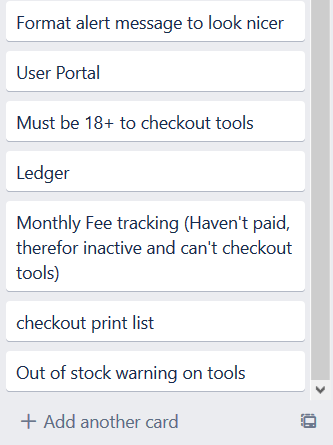 Format alert message to look nicer
User Portal
Must be 18+ to checkout tools
Ledger
Monthly Fee tracking (Haven't paid,
therefor inactive and can't checkout
tools)
checkout print list
Out of stock warning on tools
+ Add another card